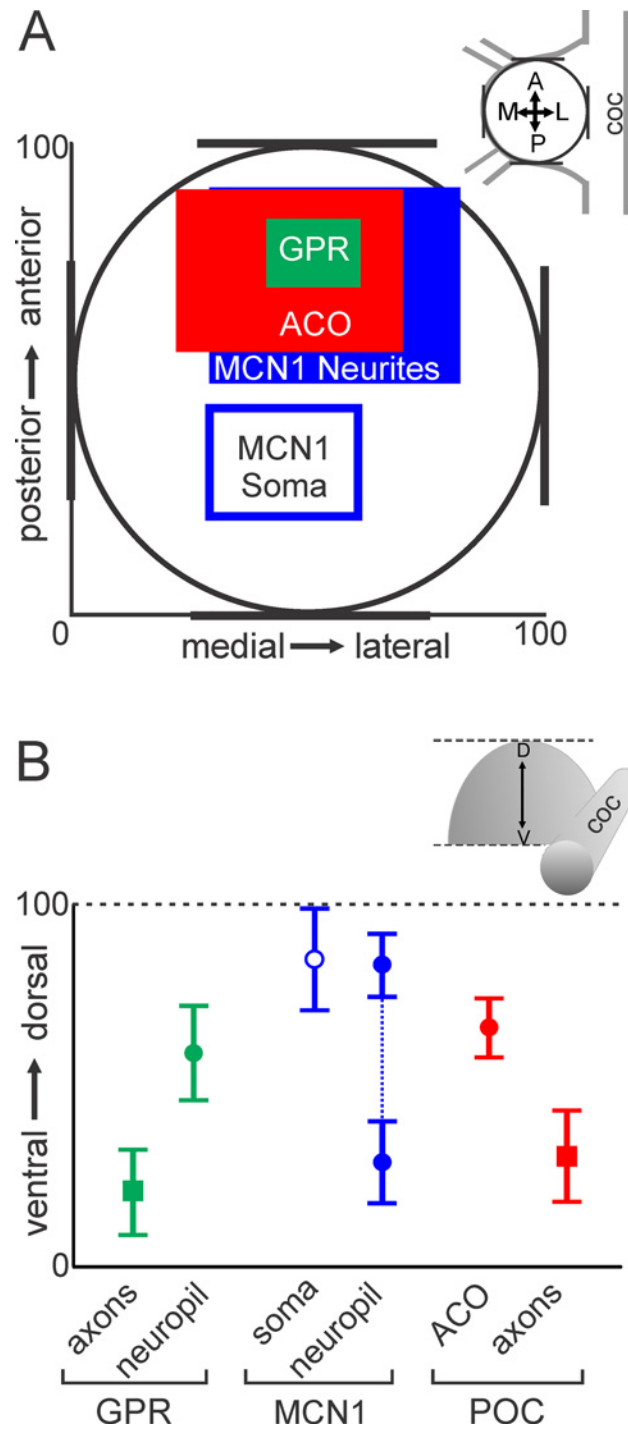 A
A
M L
P
COC
100
GPR
ACO
MCN1 Neurites
MCN1
Soma
posterior → anterior
0
100
medial → lateral
B
D
V
COC
100
ventral → dorsal
0
axons
neuropil
soma
neuropil
ACO
axons
GPR
MCN1
POC